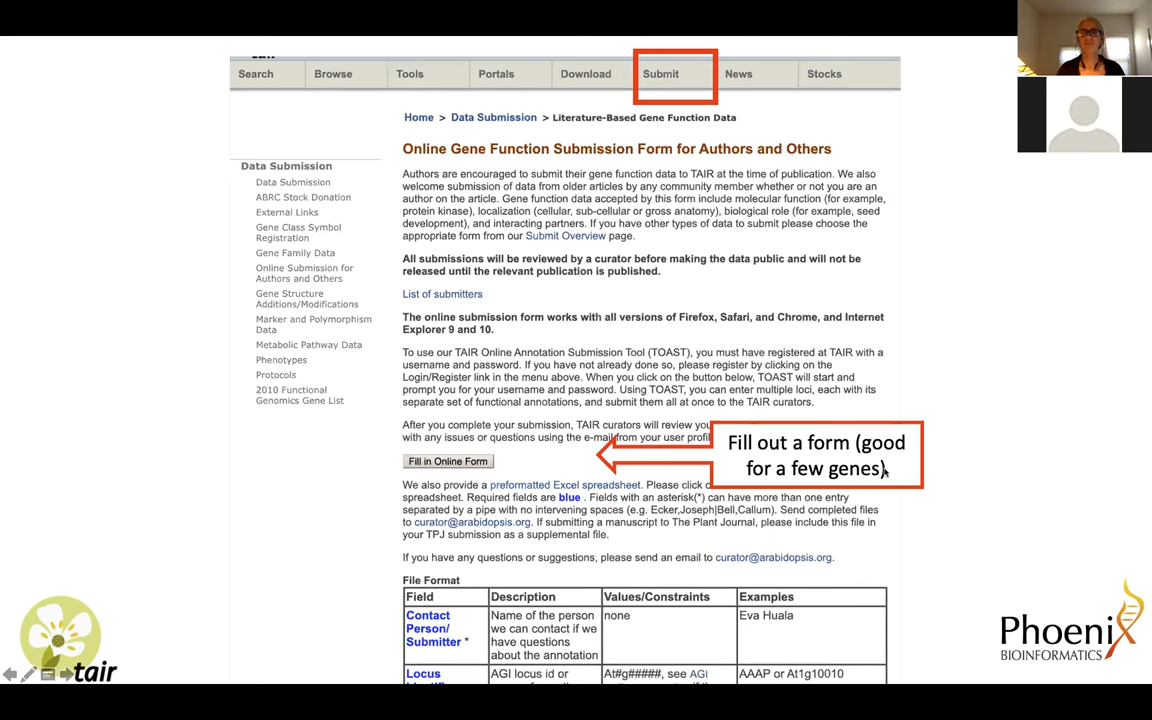 Search Browse Tools Portals Download Submit News Stocks
Home > Data Submission > Literature-Based Gene Function Data
Data Submission
Data Submission
ABRC Stock Donation
External Links
Gene Class Symbol
Registration
Gene Family Data
Online Submission for
Authors and Others
Gene Structure
Additions/Modifications
Marker and Polymorphism
Data
Metabolic Pathway Data
Phenotypes
Protocols
2010 Functional
Genomics Gene List
Online Gene Function Submission Form for Authors and Others
Authors are encouraged to submit their gene function data to TAIR at the time of publication. We also
welcome submission of data from older articles by any community member whether or not you are an
author on the article. Gene function data accepted by this form include molecular function (for example,
protein kinase), localization (cellular, sub-cellular or gross anatomy), biological role (for example, seed
development), and interacting partners. If you have other types of data to submit please choose the
appropriate form from our Submit Overview page.
All submissions will be reviewed by a curator before making the data public and will not be
released until the relevant publication is published.
List of submitters
The online submission form works with all versions of Firefox, Safari, and Chrome, and Internet
Explorer 9 and 10.
To use our TAIR Online Annotation Submission Tool (TOAST), you must have registered at TAIR with a
username and password. If you have not already done so, please register by clicking on the
Login/Register link in the menu above. When you click on the button below, TOAST will start and
prompt you for your username and password. Using TOAST, you can enter multiple loci, each with its
separate set of functional annotations, and submit them all at once to the TAIR curators.
After you complete your submission, TAIR curators will review
with any issues or questions using the e-mail from your user
Fill out a form (good
for a few genes)
Fill in Online Form
We also provide a preformatted Excel spreadsheet. Please click
spreadsheet. Required fields are blue . Fields with an asterisk(*) can have more than one entry
separated by a pipe with no intervening spaces (e.g. Ecker,Joseph|Bell,Callum). Send completed files
to curator@arabidopsis.org. If submitting a manuscript to The Plant Journal, please include this file in
your TPJ submission as a supplemental file.
If you have any questions or suggestions, please send an email to curator@arabidopsis.org.
File Format
Field Description Values/Constraints Examples
Contact
Person/
Submitter *
Name of the person
we can contact if we
have questions
about the annotation
none
Eva Huala
Locus
AGI locus id or
At#g#####, see AGI
AAAP or At1g10010
tair
Phoenix
BIOINFORMATICS